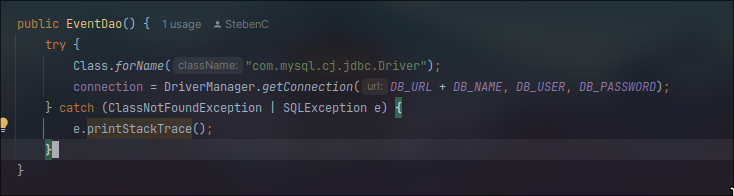 public EventDao() { 1 usage StebenC
try {
Class.forName( className: "com.mysql.cj.jdbc.Driver");
connection = DriverManager.getConnection( url: DB_URL + DB_NAME, DB_USER, DB_PASSWORD);
} catch (ClassNotFoundException | SQLException e) {
e.printStackTrace();
}
}